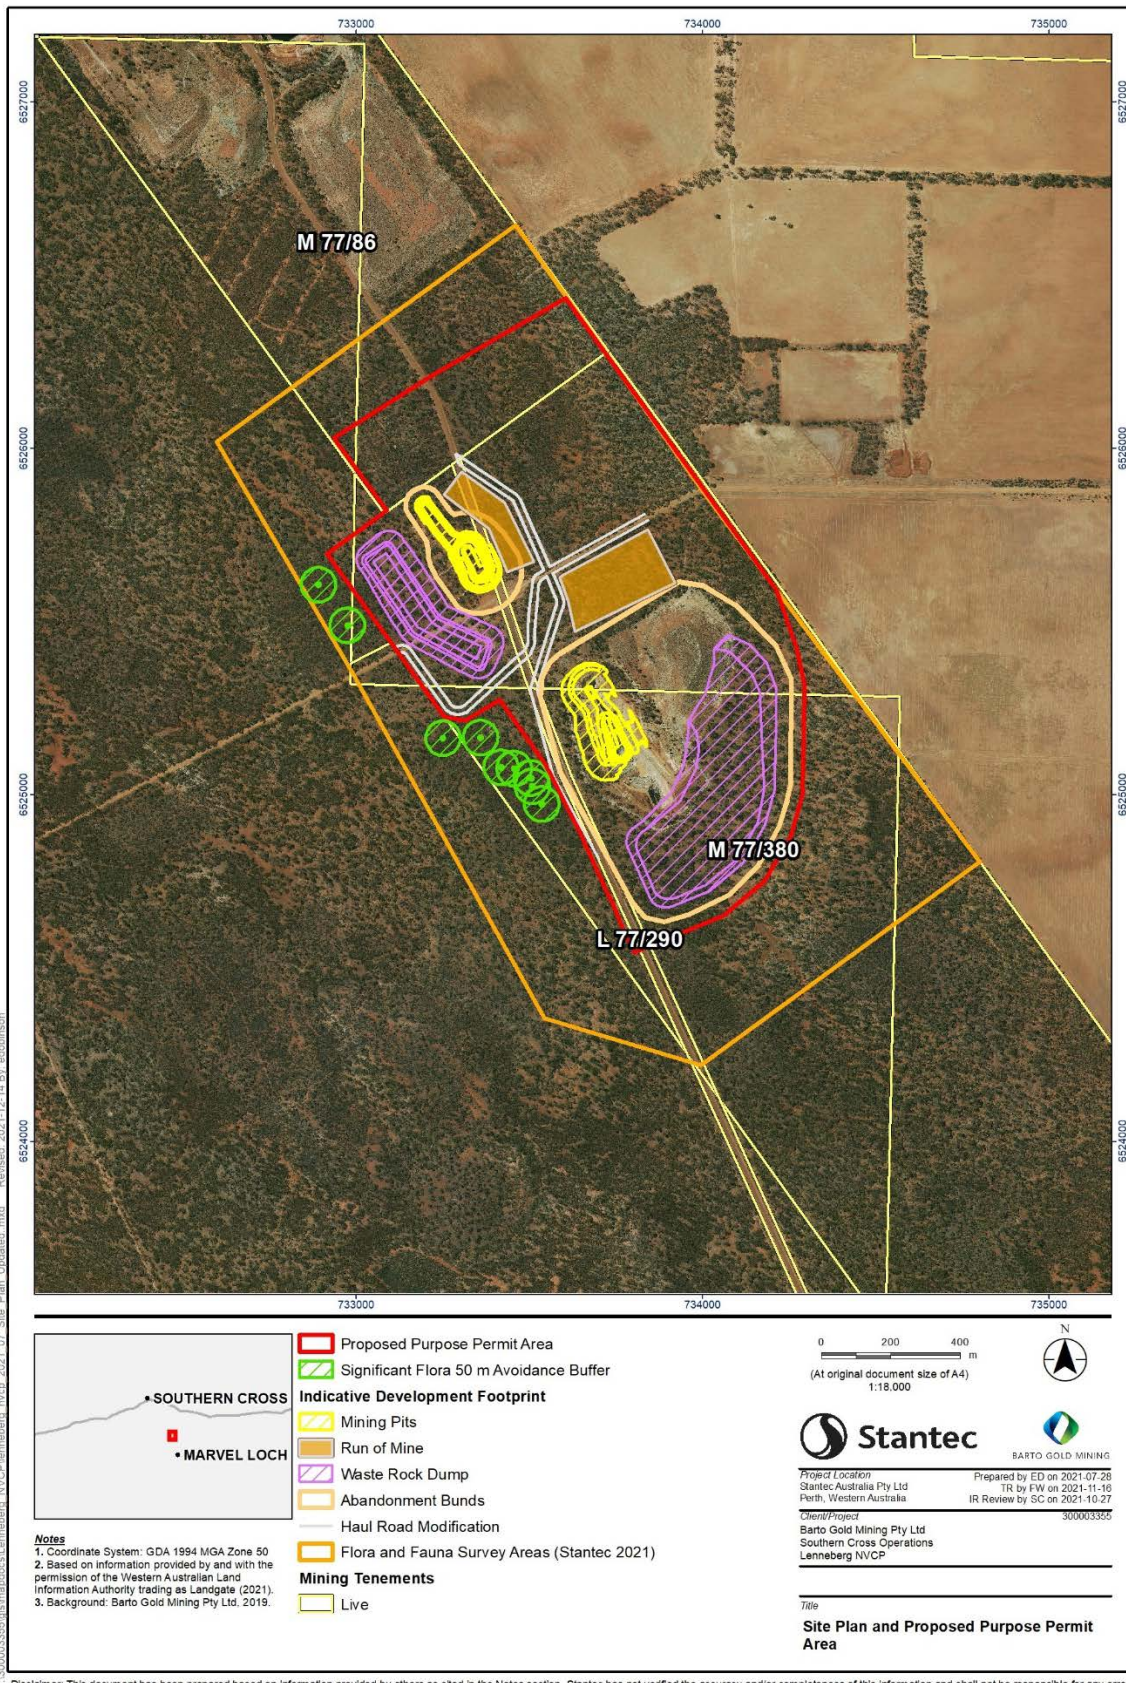 733000
734000
735000
6527000
6527000
M 77/86
6526000
6526000
6525000
6525000
M 77/380
L 77/290
6524000
6524000
733000
734000
735000
SOUTHERN CROSS
MARVEL LOCH
Notes
1. Coordinate System: GDA 1994 MGA Zone 50
2. Based on information provided by and with the
permission of the Western Australian Land
Information Authority trading as Landgate (2021).
3. Background: Barto Gold Mining Pty Ltd, 2019.
Proposed Purpose Permit Area
Significant Flora 50 m Avoidance Buffer
Indicative Development Footprint
Mining Pits
Run of Mine
Waste Rock Dump
Abandonment Bunds
Haul Road Modification
Flora and Fauna Survey Areas (Stantec 2021)
Mining Tenements
Live
0 200 400
m
(At original document size of A4)
1:18,000
N
Stantec
BARTO GOLD MINING
Project Location
Stantec Australia Pty Ltd
Perth, Western Australia
Prepared by ED on 2021-07-28
TR by FW on 2021-11-16
IR Review by SC on 2021-10-27
Client/Project 300003355
Barto Gold Mining Pty Ltd
Southern Cross Operations
Lenneberg NVCP
Title
Site Plan and Proposed Purpose Permit
Area